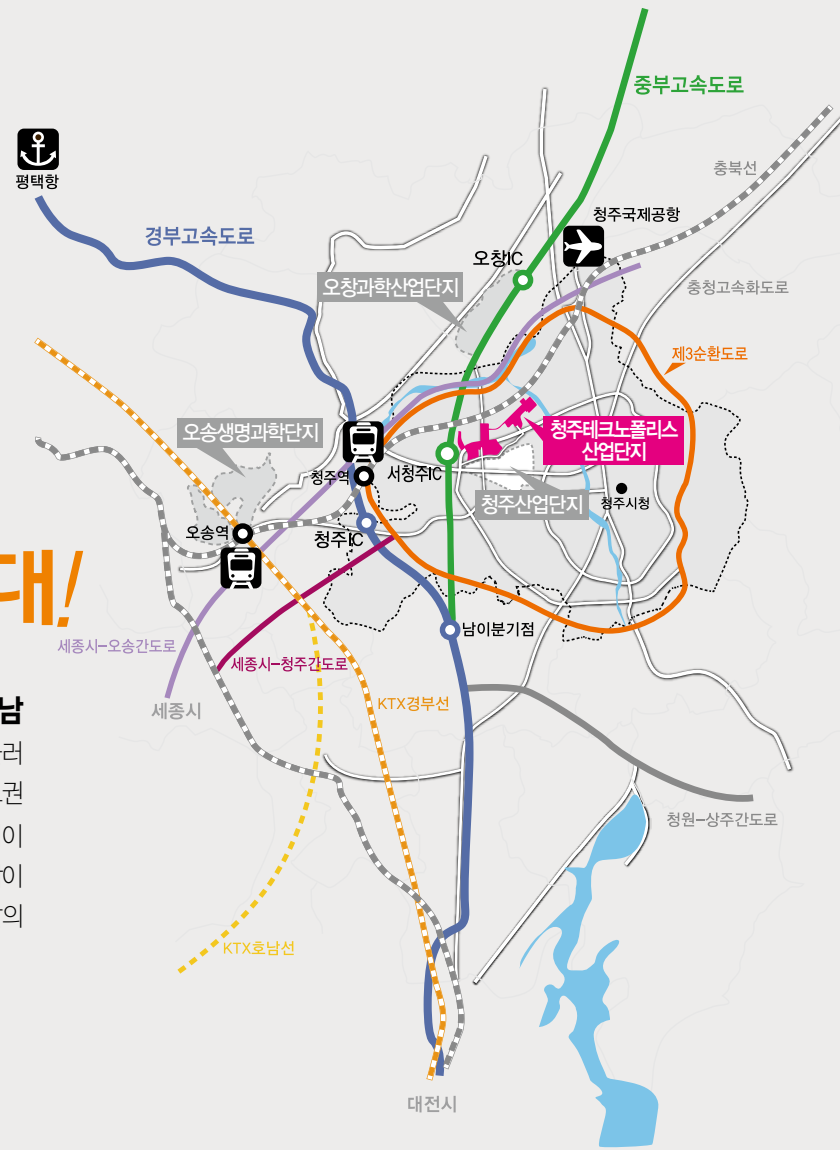 중부고속도로
평택항
충북선
청주국제공항
경부고속도로
오창IC
오창과학산업단지
충청고속화도로
제3순환도로
청주테크노폴리스
산업단지
오송생명과학단지
청주역
서청주IC
청주산업단지
청주시청
오송역
청주IC
대!
남이분기점
세종시-오송간도로
세종시-청주간도로
세종시
KTX경부선
남
러
권
이
이
의
청원-상주간도로
KTX호남선
대전시